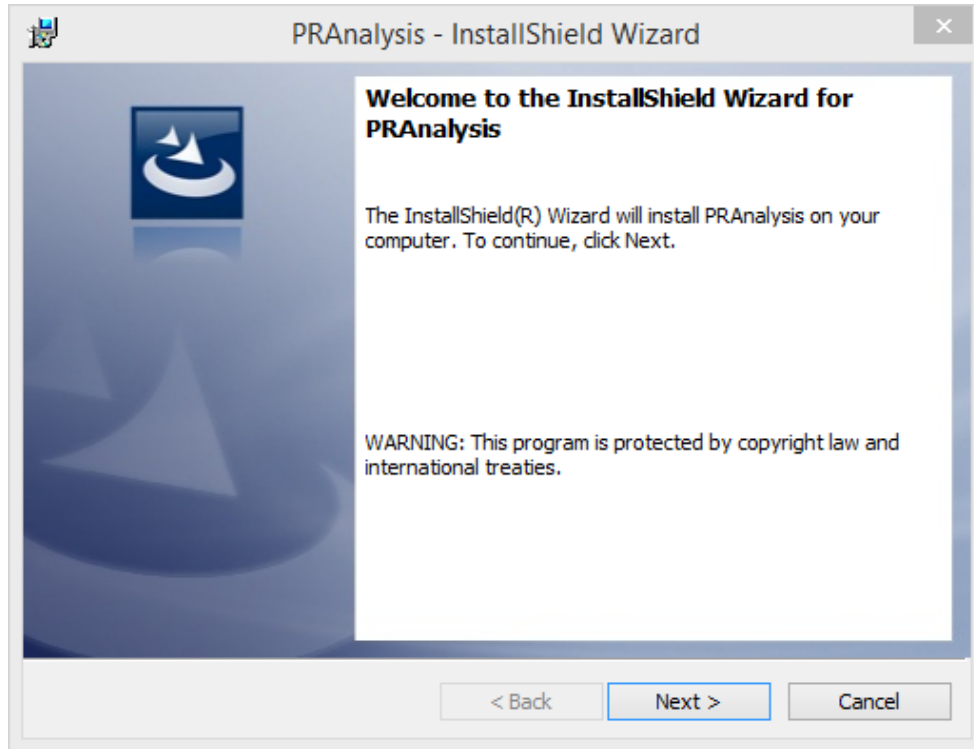 PRAnalysis - InstallShield Wizard
Welcome to the InstallShield Wizard for
PRAnalysis
The InstallShield(R) Wizard will install PRAnalysis on your
computer. To continue, click Next.
WARNING: This program is protected by copyright law and
international treaties.
< Back
Next >
Cancel